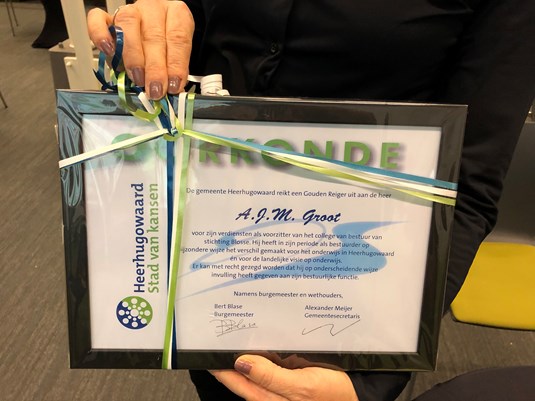 OORKONDE
De gemeente Heerhugowaard reikt een Gouden Reiger uit aan de heer
A.J.M. Groot
voor zijn verdiensten als voorzitter van het college van bestuur van
stichting Blosse. Hij heeft in zijn periode als bestuurder op
bijzondere wijze het verschil gemaakt voor het onderwijs in Heerhugowaard
én voor de landelijke visie op onderwijs.
Er kan met recht gezegd worden dat hij op onderscheidende wijze
invulling heeft gegeven aan zijn bestuurlijke functie.
Namens burgemeester en wethouders,
Bert Blase Alexander Meijer
Burgemeester Gemeentesecretaris
Heerhugowaard
Stad van kansen